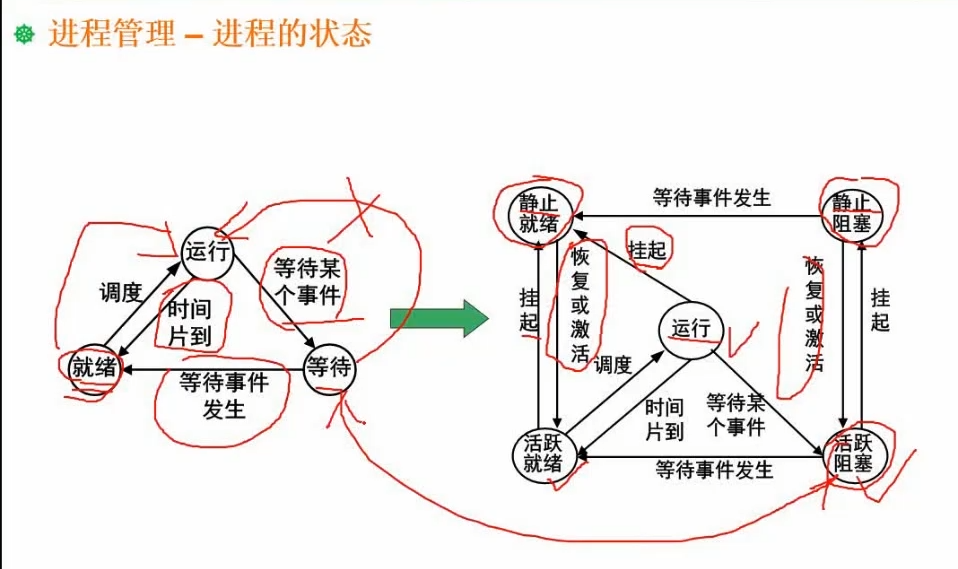 进程管理 – 进程的状态
运行
调度
时间
片到
等待某
个事件
就绪
等待事件
发生
等待
静止
就绪
等待事件发生
静止
阻塞
挂起
恢复或激活
挂起
运行
调度
时间
片到
等待某
个事件
恢复或激活
挂起
活跃
就绪
等待事件发生
活跃
阻塞